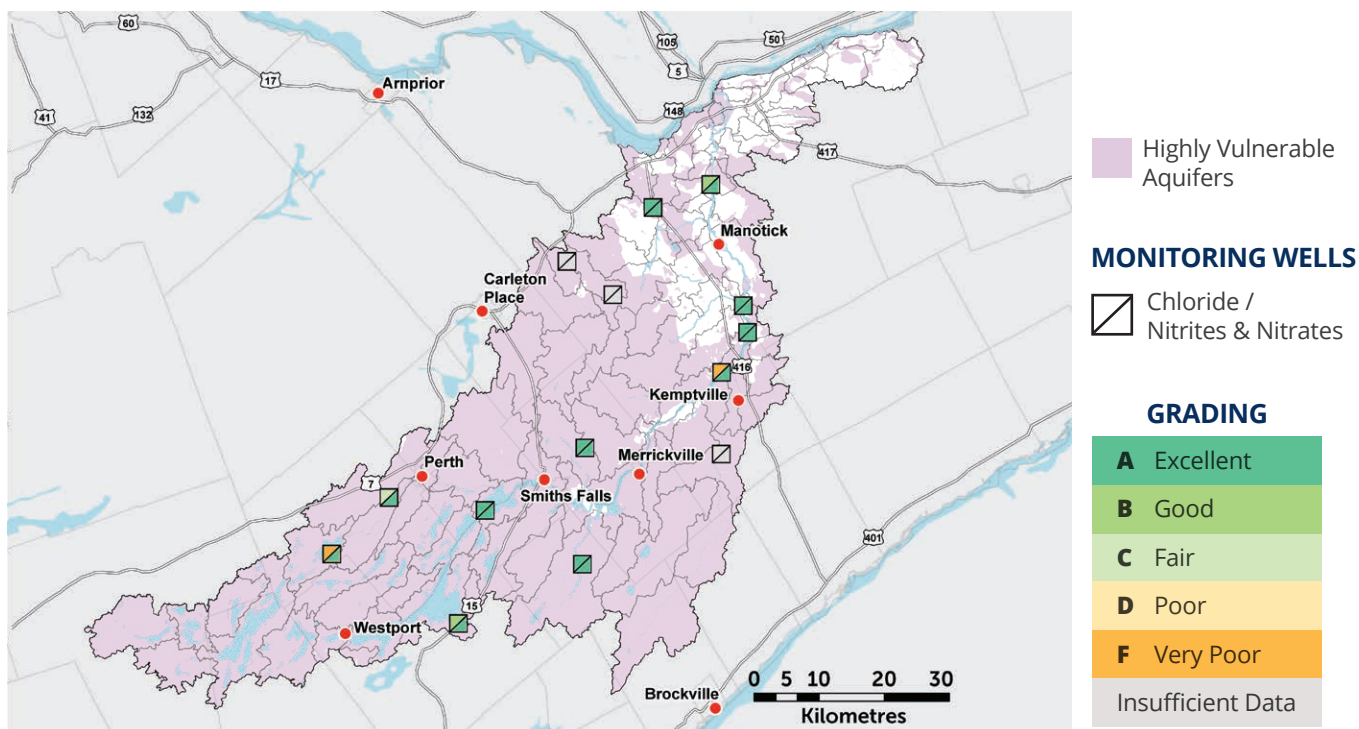 60
105
50
5
17
Arnprior
148
132
41
417
Manotick
Carleton
Place
416
Kemptville
Merrickville
Perth
7
Smiths Falls
401
15
Westport
Brockville
0 5 10 20 30
Kilometres
Highly Vulnerable
Aquifers
MONITORING WELLS
Chloride /
Nitrites & Nitrates
GRADING
A Excellent
B Good
C Fair
D Poor
F Very Poor
Insufficient Data